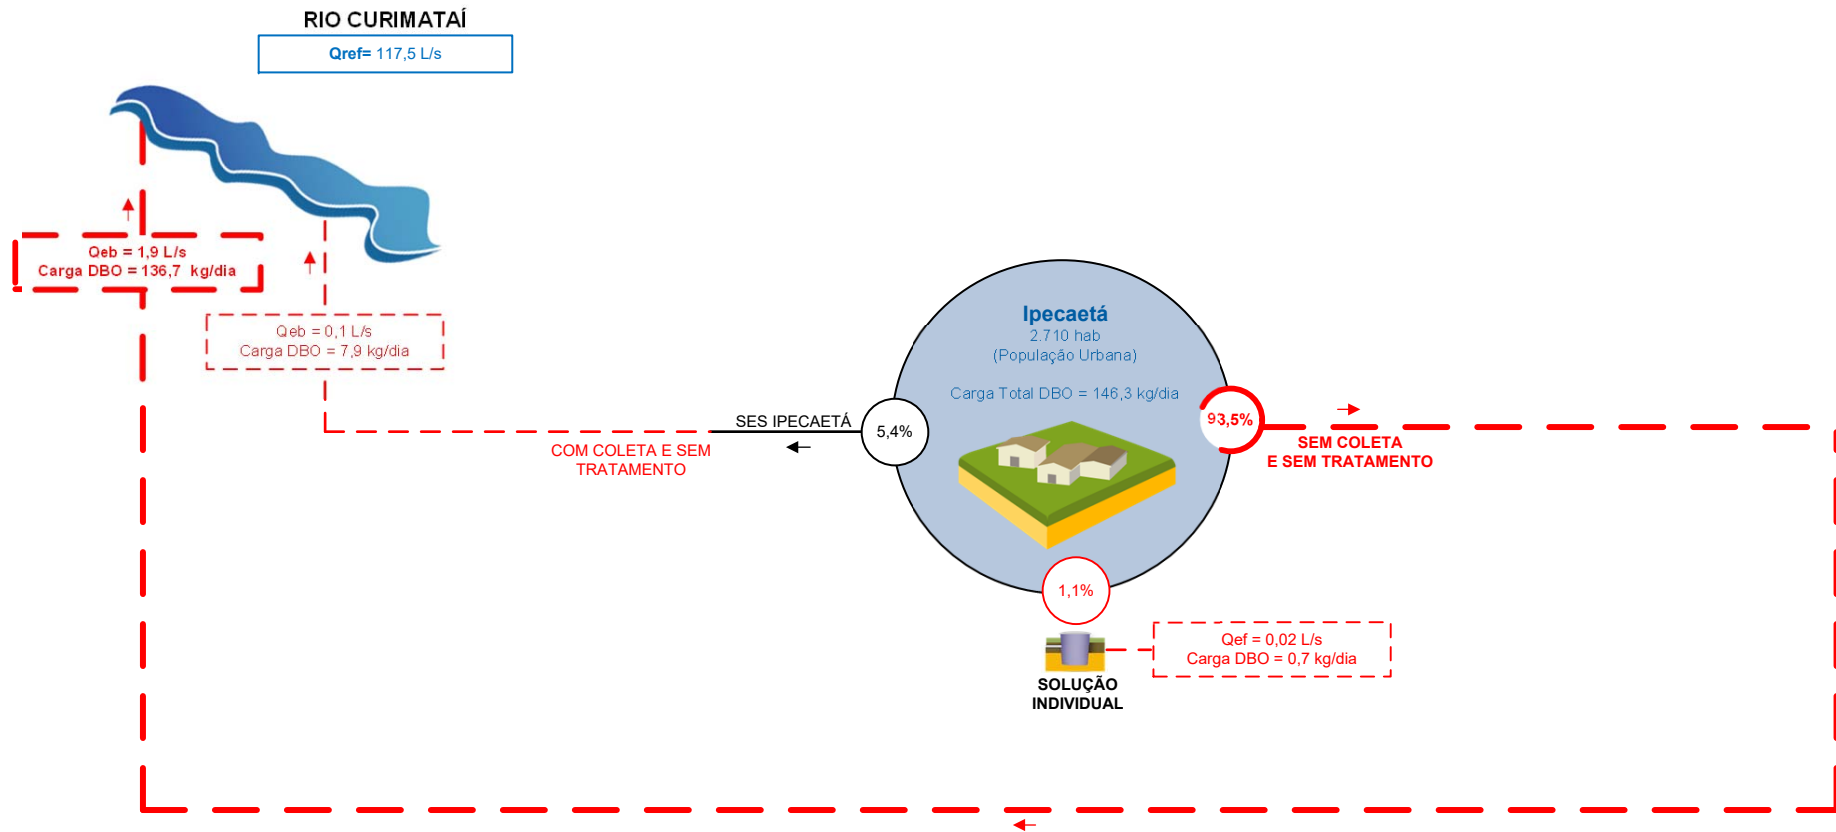 RIO CURIMATAÍ
Qref= 117,5 L/s
Qeb = 1,9 L/s
Carga DBO = 136,7 kg/dia
Qeb = 0,1 L/s
Carga DBO = 7,9 kg/dia
COM COLETA E SEM
TRATAMENTO
SES IPECAETÁ
5,4%
Ipecaetá
2.710 hab
(População Urbana)
Carga Total DBO = 146,3 kg/dia
93,5%
SEM COLETA
E SEM TRATAMENTO
1,1%
SOLUÇÃO
INDIVIDUAL
Qef = 0,02 L/s
Carga DBO = 0,7 kg/dia